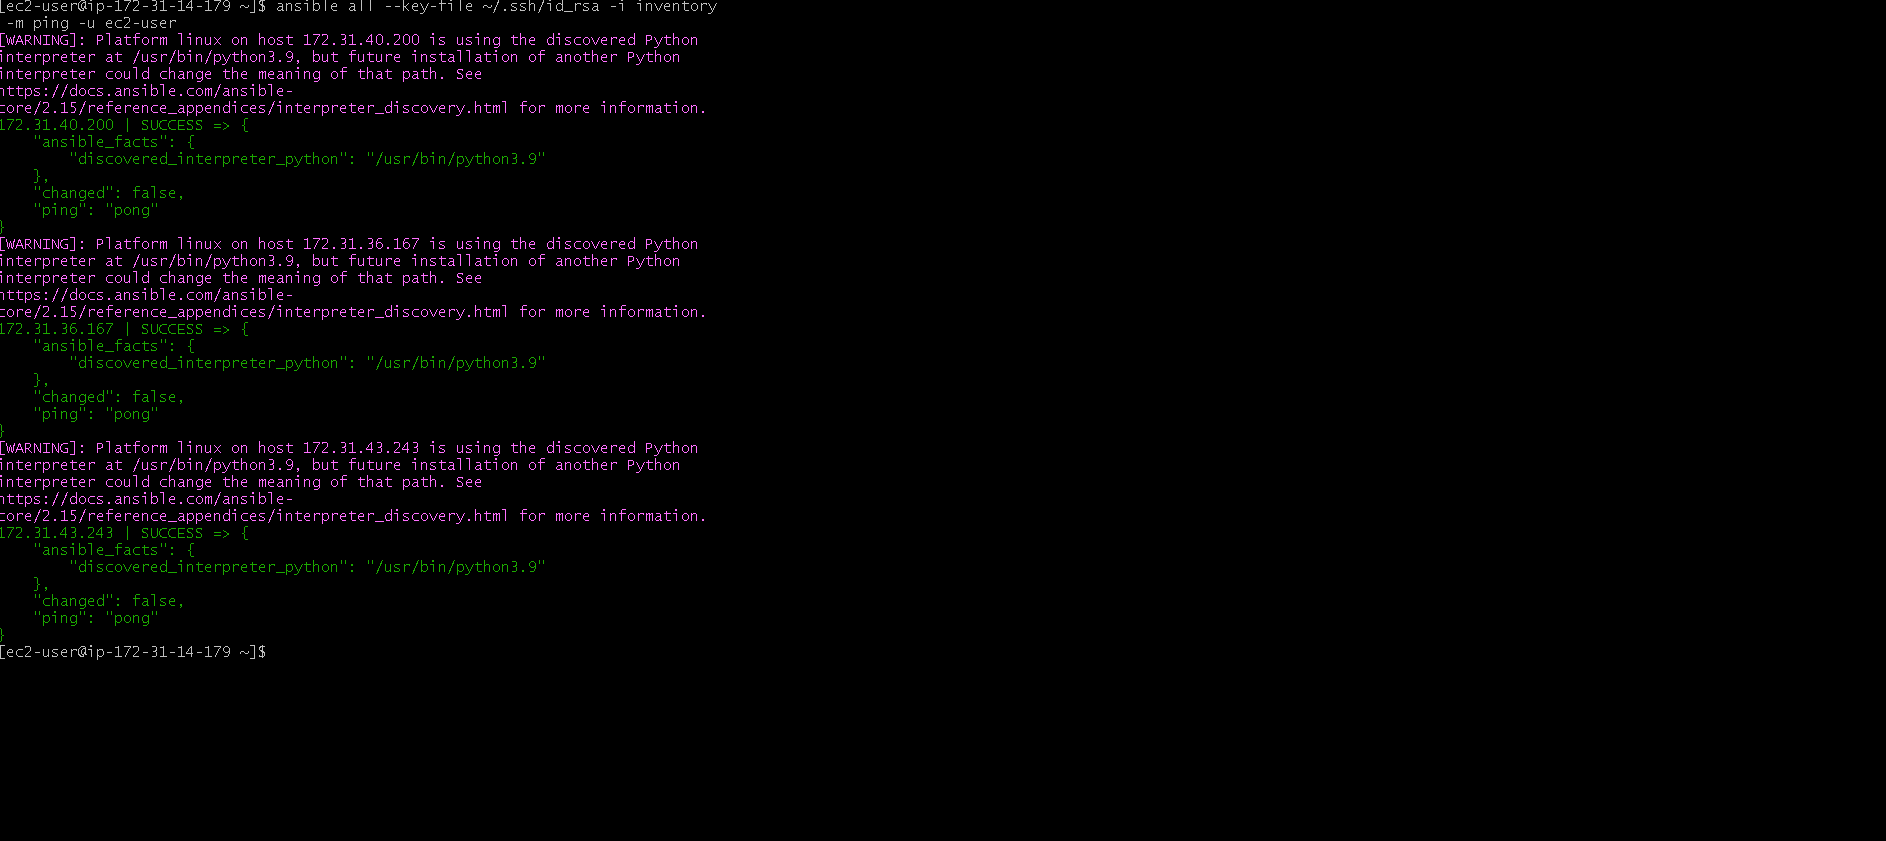 [ec2-user@ip-172-31-14-179 ~]$ ansible all --key-file ~/.ssh/id_rsa -i inventory
 -m ping -u ec2-user
[WARNING]: Platform linux on host 172.31.40.200 is using the discovered Python
interpreter at /usr/bin/python3.9, but future installation of another Python
interpreter could change the meaning of that path. See
https://docs.ansible.com/ansible-
core/2.15/reference_appendices/interpreter_discovery.html for more information.
172.31.40.200 | SUCCESS => {
    "ansible_facts": {
        "discovered_interpreter_python": "/usr/bin/python3.9"
    },
    "changed": false,
    "ping": "pong"
}
[WARNING]: Platform linux on host 172.31.36.167 is using the discovered Python
interpreter at /usr/bin/python3.9, but future installation of another Python
interpreter could change the meaning of that path. See
https://docs.ansible.com/ansible-
core/2.15/reference_appendices/interpreter_discovery.html for more information.
172.31.36.167 | SUCCESS => {
    "ansible_facts": {
        "discovered_interpreter_python": "/usr/bin/python3.9"
    },
    "changed": false,
    "ping": "pong"
}
[WARNING]: Platform linux on host 172.31.43.243 is using the discovered Python
interpreter at /usr/bin/python3.9, but future installation of another Python
interpreter could change the meaning of that path. See
https://docs.ansible.com/ansible-
core/2.15/reference_appendices/interpreter_discovery.html for more information.
172.31.43.243 | SUCCESS => {
    "ansible_facts": {
        "discovered_interpreter_python": "/usr/bin/python3.9"
    },
    "changed": false,
    "ping": "pong"
}
[ec2-user@ip-172-31-14-179 ~]$